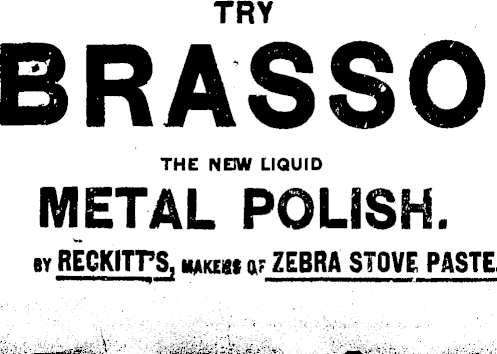 TRY
BRASSO
THE NEW LIQUID
METAL POLISH.
BY RECKITT'S, MAKERS OF ZEBRA STOVE PASTE.